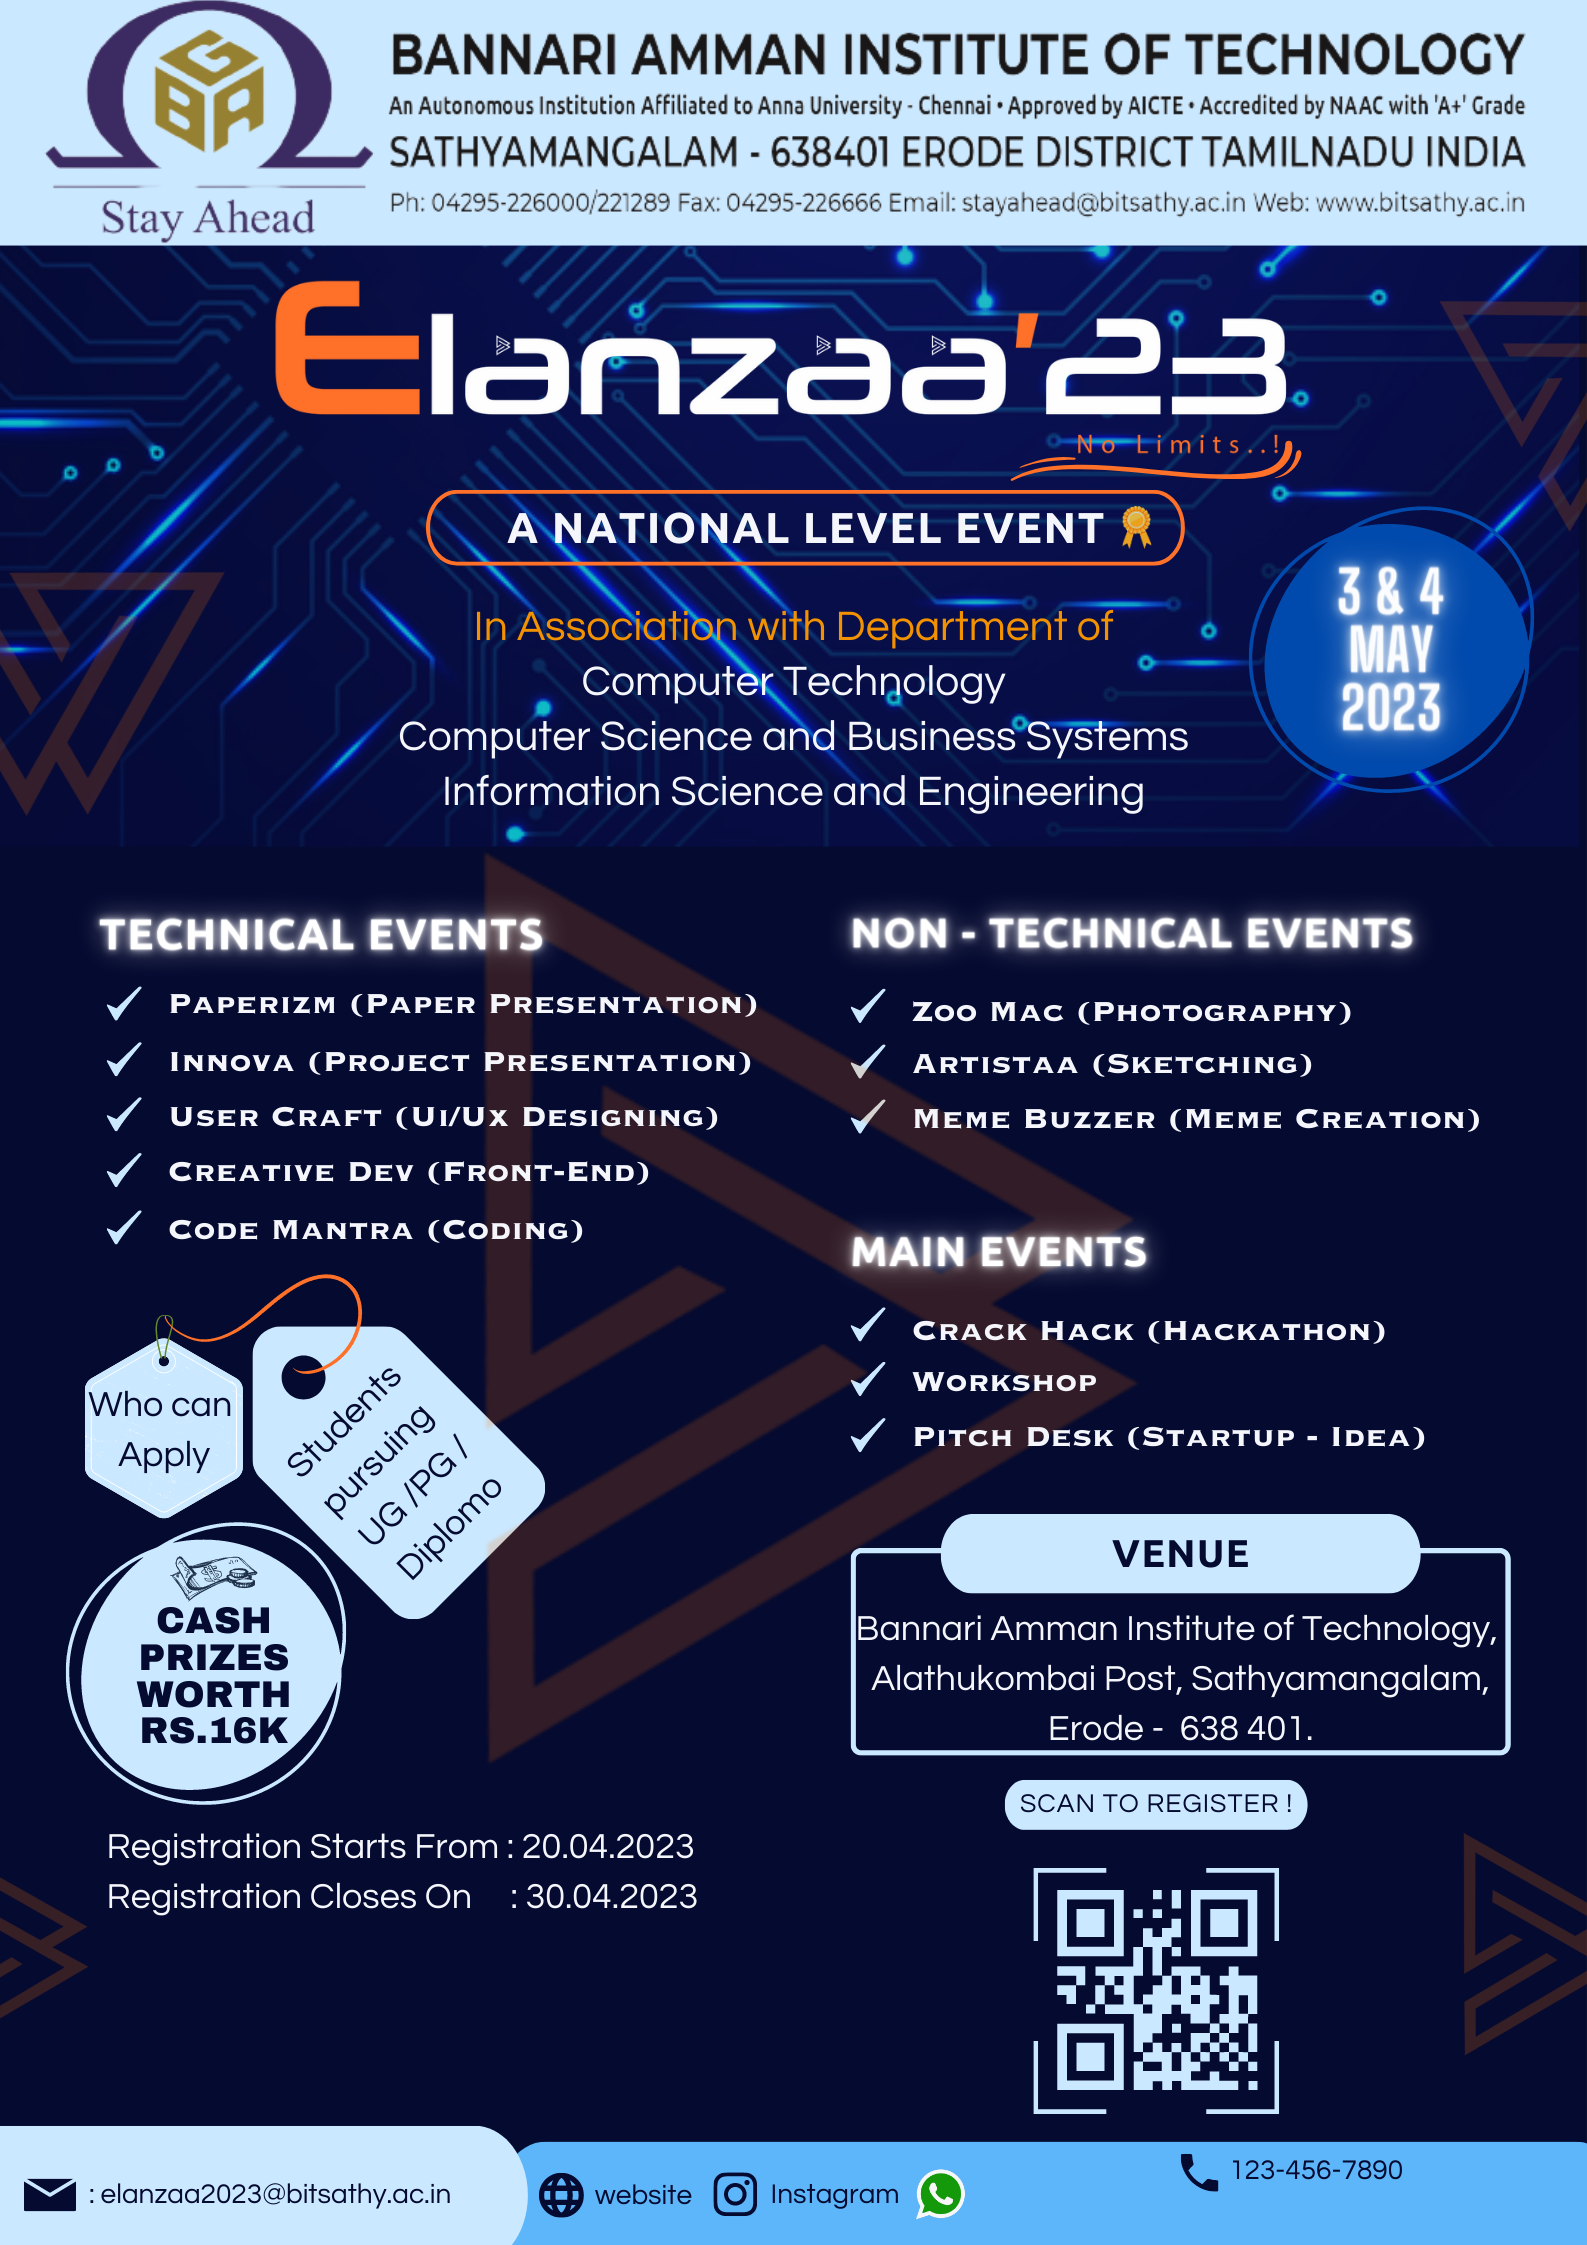 GBA
Stay Ahead
BANNARI AMMAN INSTITUTE OF TECHNOLOGY
An Autonomous Institution Affiliated to Anna University - Chennai • Approved by AICTE • Accredited by NAAC with 'A+' Grade
SATHYAMANGALAM - 638401 ERODE DISTRICT TAMILNADU INDIA
Ph: 04295-226000/221289 Fax: 04295-226666 Email: stayahead@bitsathy.ac.in Web: www.bitsathy.ac.in
Elanzaa'23
No Limits..!
A NATIONAL LEVEL EVENT
In Association with Department of
Computer Technology
Computer Science and Business Systems
Information Science and Engineering
3 & 4
MAY
2023
TECHNICAL EVENTS
Paperizm (Paper Presentation)
Innova (Project Presentation)
User Craft (Ui/Ux Designing)
Creative Dev (Front-End)
Code Mantra (Coding)
NON - TECHNICAL EVENTS
Zoo Mac (Photography)
Artistaa (Sketching)
Meme Buzzer (Meme Creation)
MAIN EVENTS
Crack Hack (Hackathon)
Workshop
Pitch Desk (Startup - Idea)
Who can
Apply
Students
pursuing
UG /PG /
Diplomo
CASH
PRIZES
WORTH
RS.16K
VENUE
Bannari Amman Institute of Technology,
Alathukombai Post, Sathyamangalam,
Erode - 638 401.
SCAN TO REGISTER !
Registration Starts From : 20.04.2023
Registration Closes On : 30.04.2023
: elanzaa2023@bitsathy.ac.in
website
Instagram
123-456-7890